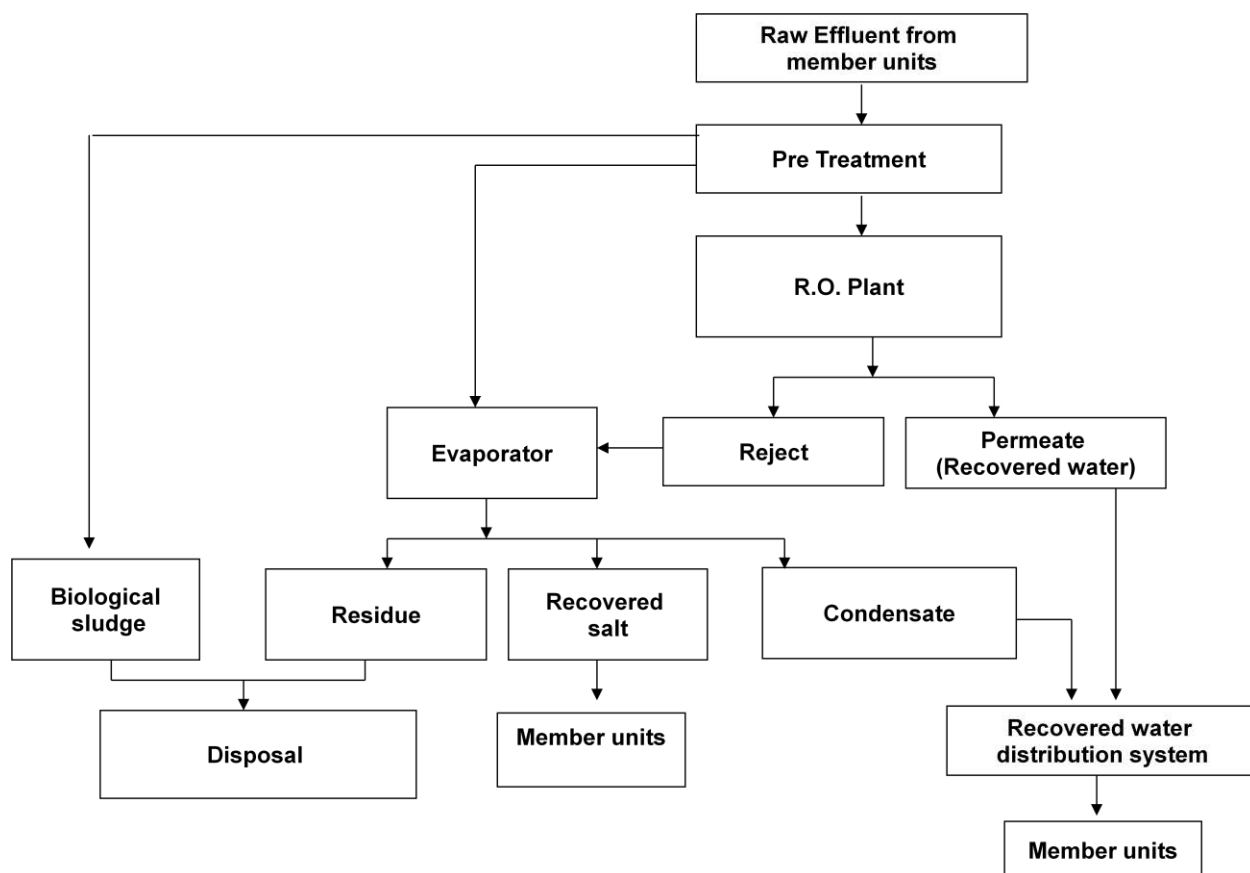 Raw Effluent from
member units
Pre Treatment
R.O. Plant
Evaporator
Reject
Permeate
(Recovered water)
Biological
sludge
Residue
Recovered
salt
Condensate
Disposal
Member units
Recovered water
distribution system
Member units